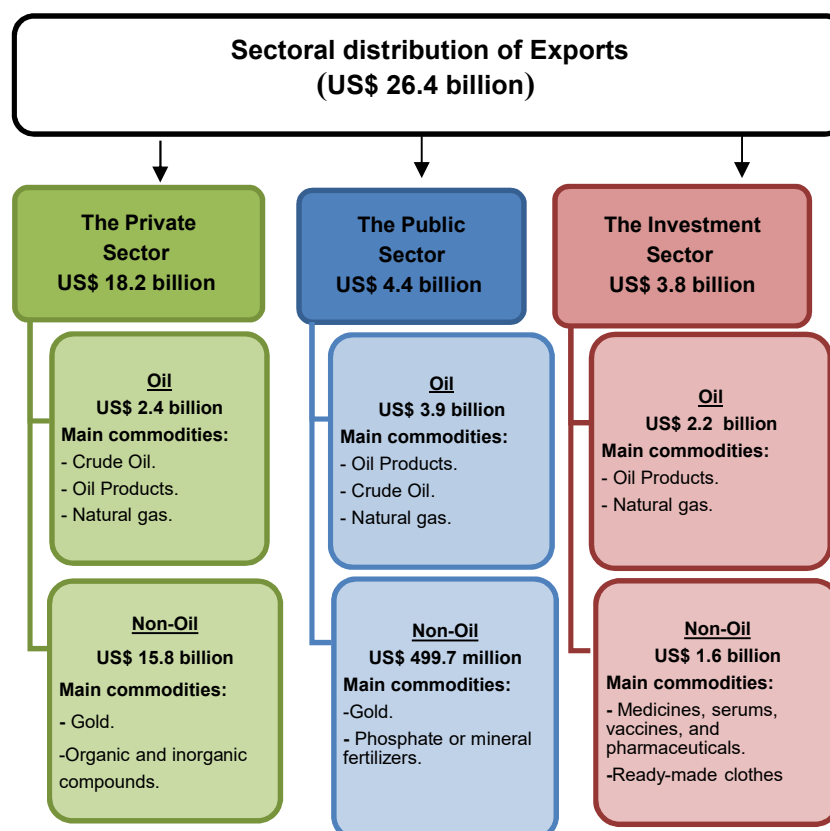 Sectoral distribution of Exports
(US$ 26.4 billion)
The Private
Sector
US$ 18.2 billion
Oil
US$ 2.4 billion
Main commodities:
- Crude Oil.
- Oil Products.
- Natural gas.
Non-Oil
US$ 15.8 billion
Main commodities:
- Gold.
-Organic and inorganic
compounds.
The Public
Sector
US$ 4.4 billion
Oil
US$ 3.9 billion
Main commodities:
- Oil Products.
- Crude Oil.
- Natural gas.
Non-Oil
US$ 499.7 million
Main commodities:
-Gold.
- Phosphate or mineral
fertilizers.
The Investment
Sector
US$ 3.8 billion
Oil
US$ 2.2  billion
Main commodities:
- Oil Products.
- Natural gas.
Non-Oil
US$ 1.6 billion
Main commodities:
- Medicines, serums,
vaccines, and
pharmaceuticals.
-Ready-made clothes